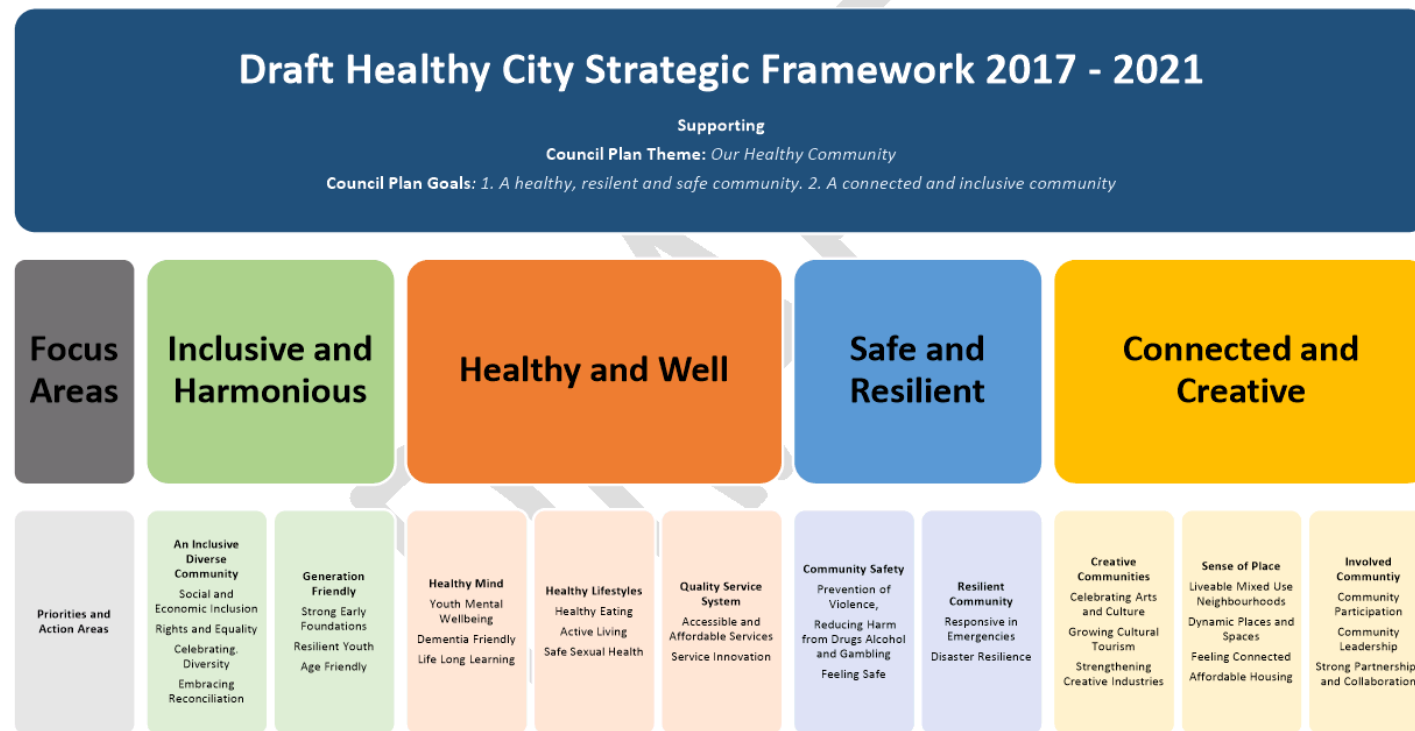 Draft Healthy City Strategic Framework 2017 - 2021
Supporting
Council Plan Theme: Our Healthy Community
Council Plan Goals: 1. A healthy, resilent and safe community. 2. A connected and inclusive community
Focus
Areas
Inclusive and
Harmonious
Healthy and Well
Safe and
Resilient
Connected and
Creative
Priorities and
Action Areas
An Inclusive
Diverse
Community
Social and
Economic Inclusion
Rights and Equality
Celebrating.
Diversity
Embracing
Reconciliation
Generation
Friendly
Strong Early
Foundations
Resilient Youth
Age Friendly
Healthy Mind
Youth Mental
Wellbeing
Dementia Friendly
Life Long Learning
Healthy Lifestyles
Healthy Eating
Active Living
Safe Sexual Health
Quality Service
System
Accessible and
Affordable Services
Service Innovation
Community Safety
Prevention of
Violence,
Reducing Harm
from Drugs Alcohol
and Gambling
Feeling Safe
Resilient
Community
Responsive in
Emergencies
Disaster Resilience
Creative
Communities
Celebrating Arts
and Culture
Growing Cultural
Tourism
Strengthening
Creative Industries
Sense of Place
Liveable Mixed Use
Neighbourhoods
Dynamic Places and
Spaces
Feeling Connected
Affordable Housing
Involved
Communtiy
Community
Participation
Community
Leadership
Strong Partnership
and Collaboration